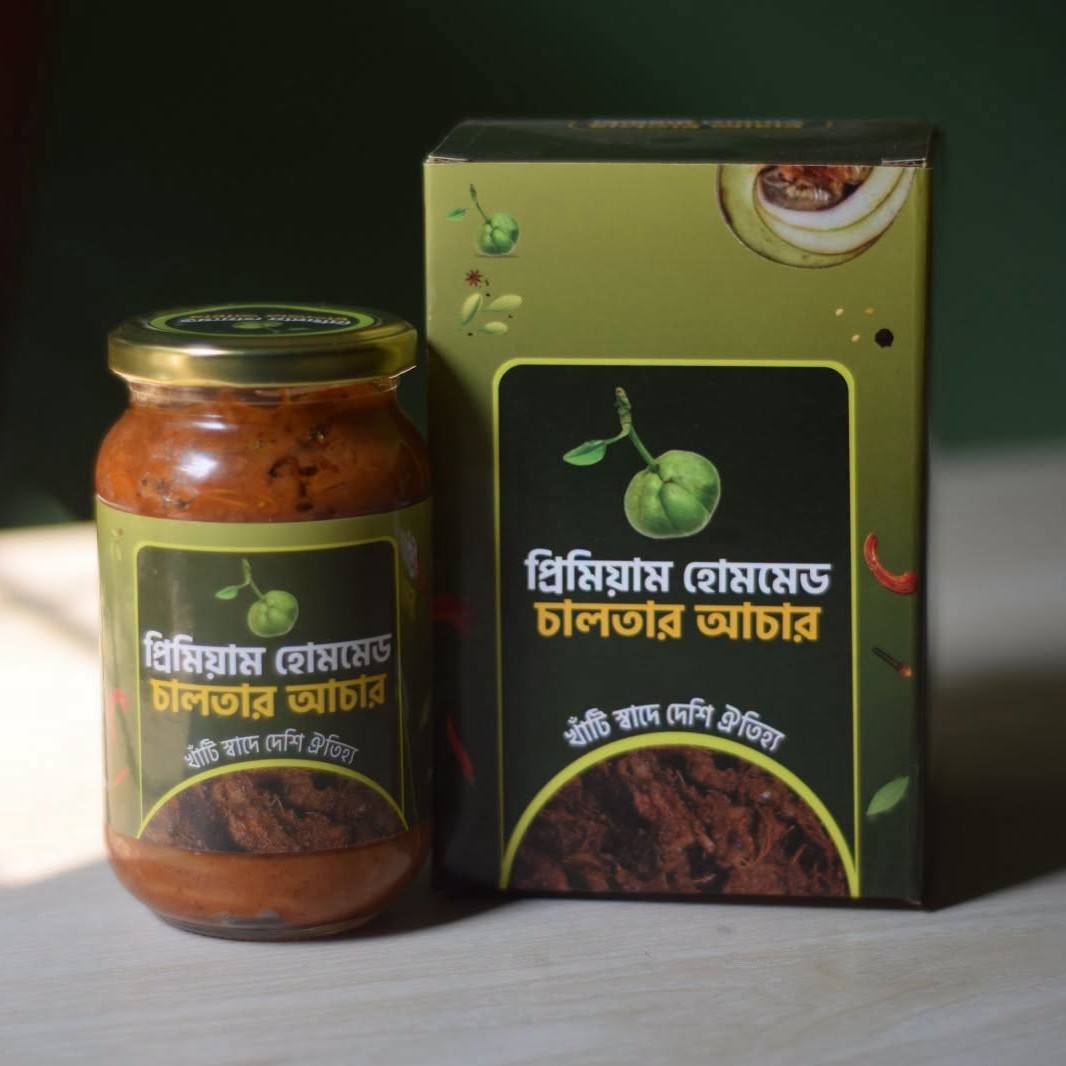 প্রিমিয়াম হোমমেড
চালতার আচার
খাঁটি স্বাদে দেশি ঐতিহ্য
প্রিমিয়াম হোমমেড
চালতার আচার
খাঁটি স্বাদে দেশি ঐতিহ্য